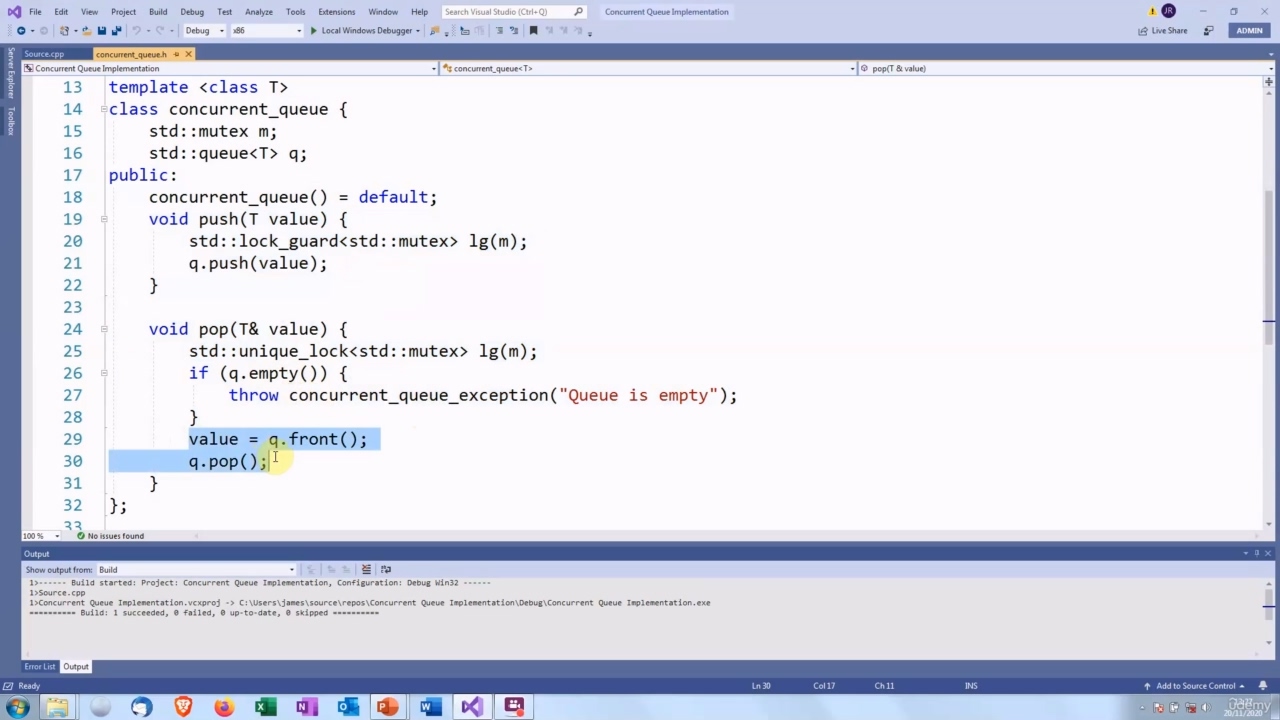 File Edit View Project Build Debug Test Analyze Tools Extensions Window Help Search Visual Studio (Ctrl+Q) Concurrent Queue Implementation JR
Debug x86 Local Windows Debugger Live Share ADMIN
Source.cpp concurrent_queue.h
Concurrent Queue Implementation concurrent_queue<T> pop(T & value)
Server Explorer
Toolbox
13 template <class T>
14 class concurrent_queue {
15 std::mutex m;
16 std::queue<T> q;
17 public:
18 concurrent_queue() = default;
19 void push(T value) {
20 std::lock_guard<std::mutex> lg(m);
21 q.push(value);
22 }
23
24 void pop(T& value) {
25 std::unique_lock<std::mutex> lg(m);
26 if (q.empty()) {
27 throw concurrent_queue_exception("Queue is empty");
28 }
29 value = q.front();
30 q.pop();
31 }
32 };
33
100 % No issues found
Output
Show output from: Build
1>------ Build started: Project: Concurrent Queue Implementation, Configuration: Debug Win32 ------
1>Source.cpp
1>Concurrent Queue Implementation.vcxproj -> C:\Users\james\source\repos\Concurrent Queue Implementation\Debug\Concurrent Queue Implementation.exe
========== Build: 1 succeeded, 0 failed, 0 up-to-date, 0 skipped ==========
Error List Output
Ready Ln 30 Col 17 Ch 11 INS Add to Source Control
udemy
20/11/2020